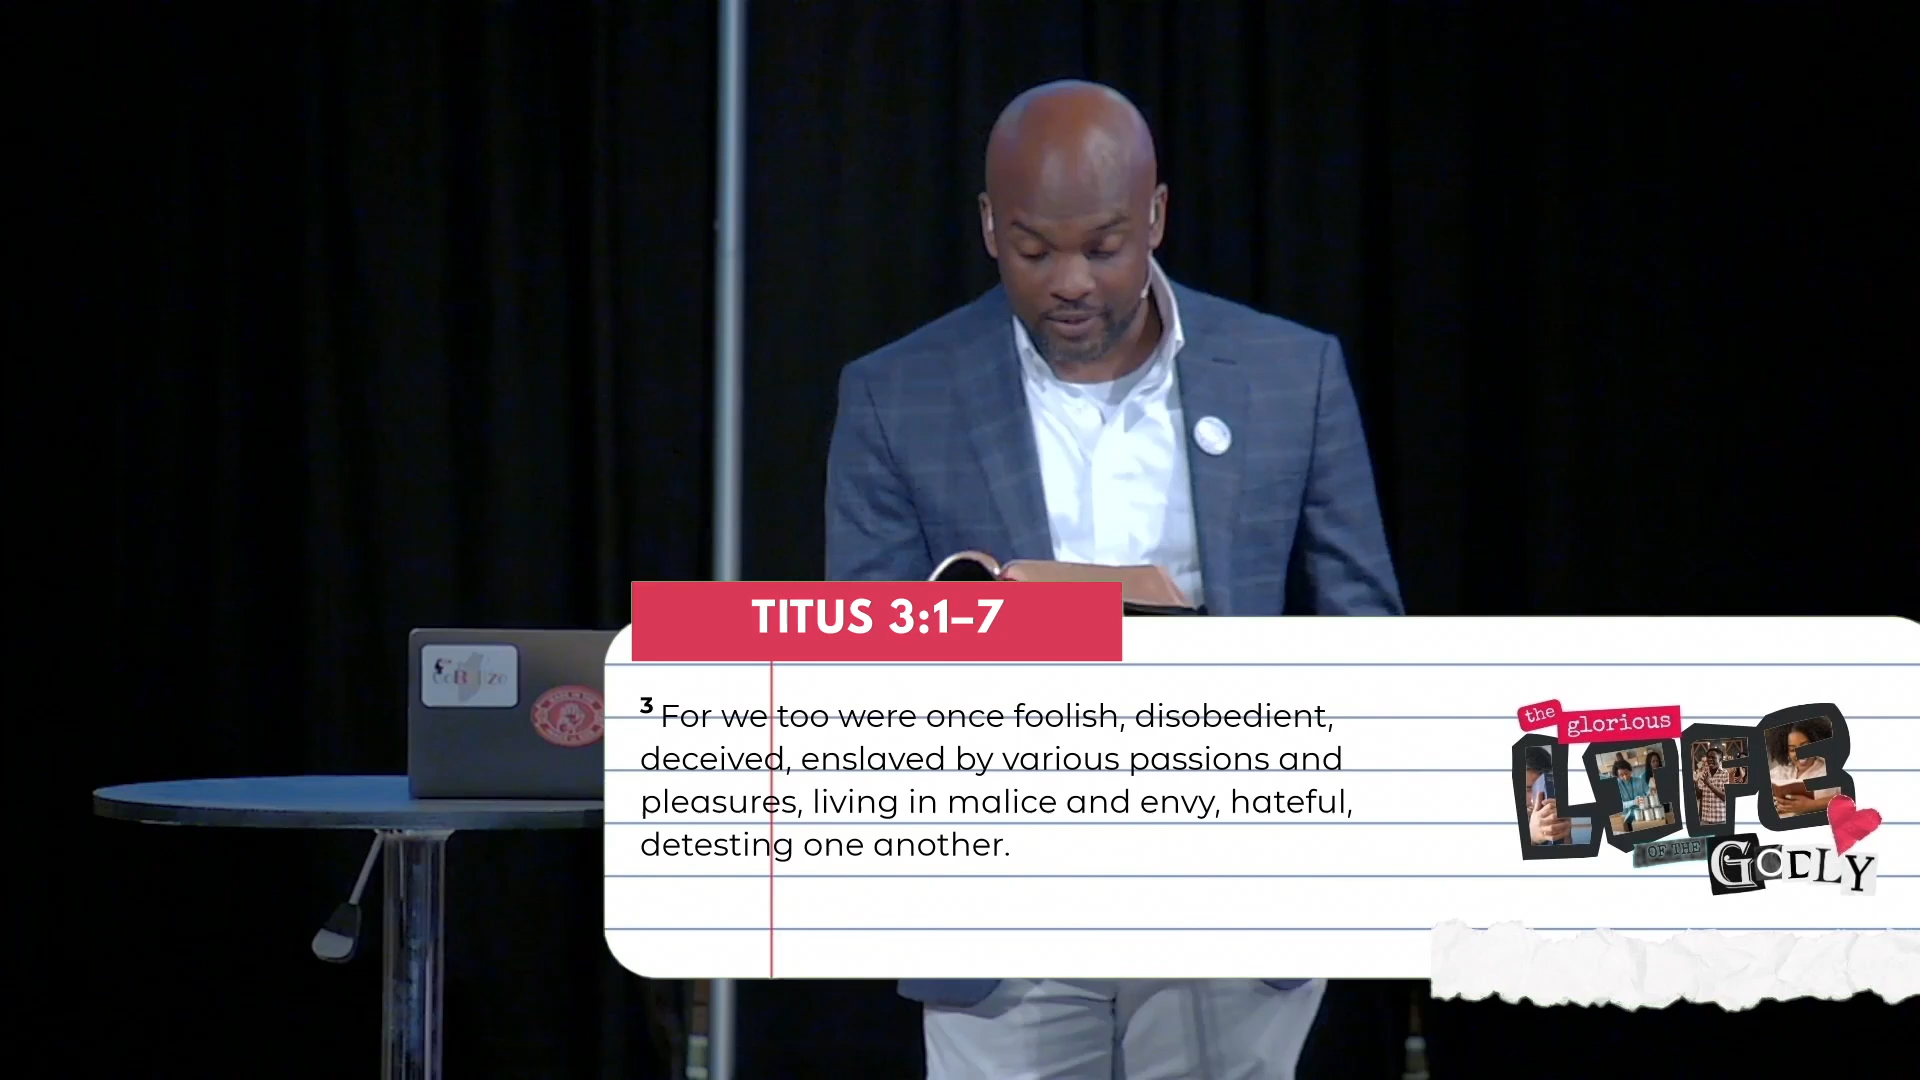 TITUS 3:1–7
3 For we too were once foolish, disobedient,
deceived, enslaved by various passions and
pleasures, living in malice and envy, hateful,
detesting one another.
the
glorious
LIFE
OF THE
GODLY